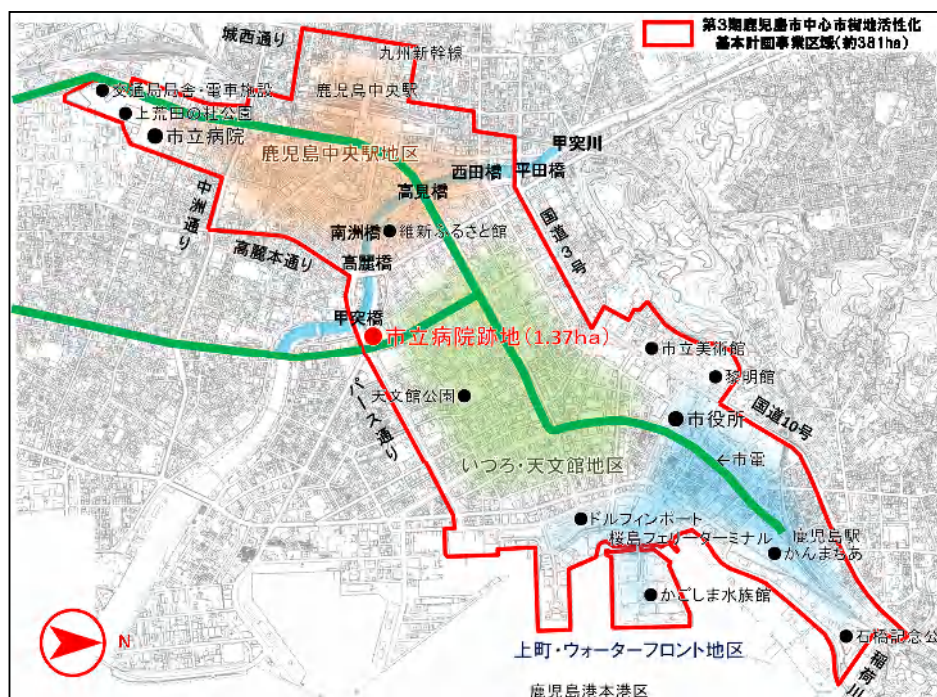 第3期鹿児島市中心市街地活性化
基本計画事業区域(約381ha)
城西通り
九州新幹線
鹿児島中央駅
交通局局舎・電車施設
上荒田の杜公園
市立病院
鹿児島中央駅地区
甲突川
西田橋
平田橋
高見橋
中洲通り
国道3号
南洲橋
維新ふるさと館
高麗本通り
高麗橋
甲突橋
市立病院跡地(1.37ha)
市立美術館
黎明館
天文館公園
パース通り
市役所
国道10号
←市電
いづろ・天文館地区
ドルフィンポート
鹿児島駅
桜島フェリーターミナル
かんまちあ
かごしま水族館
石橋記念公
上町・ウォーターフロント地区
稲荷川
N
鹿児島港本港区